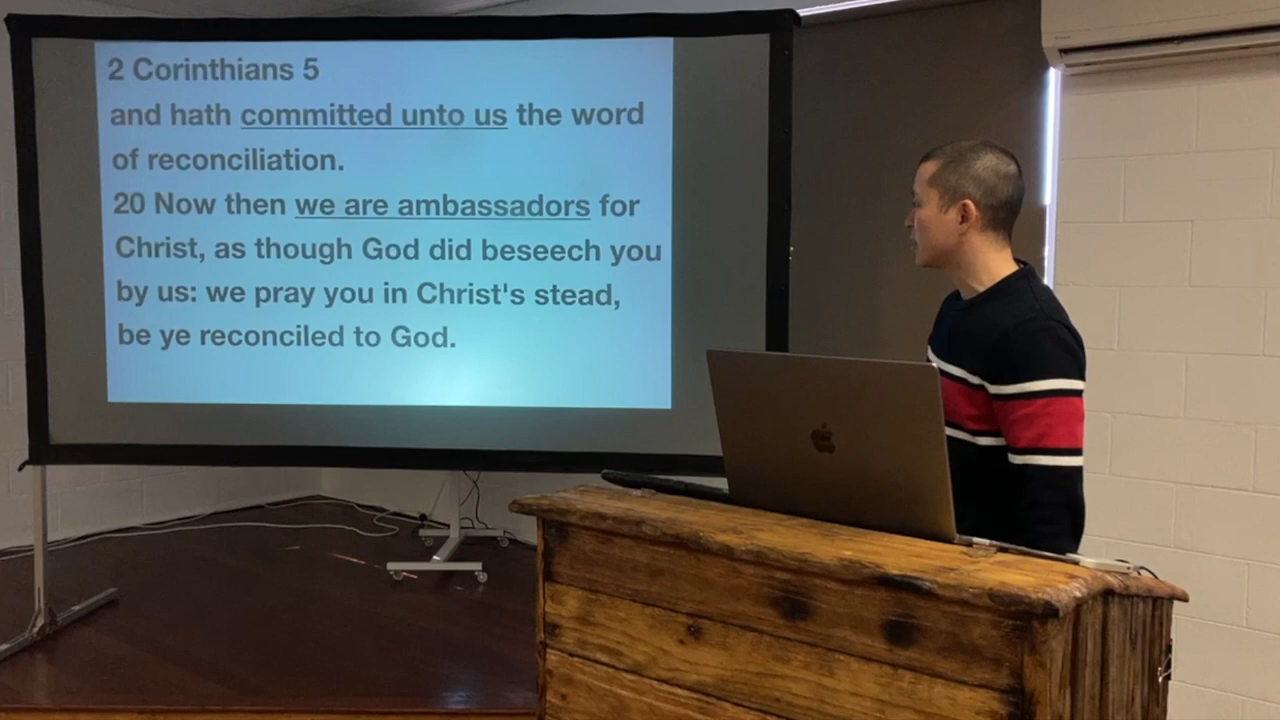 2 Corinthians 5
and hath committed unto us the word
of reconciliation.
20 Now then we are ambassadors for
Christ, as though God did beseech you
by us: we pray you in Christ's stead,
be ye reconciled to God.